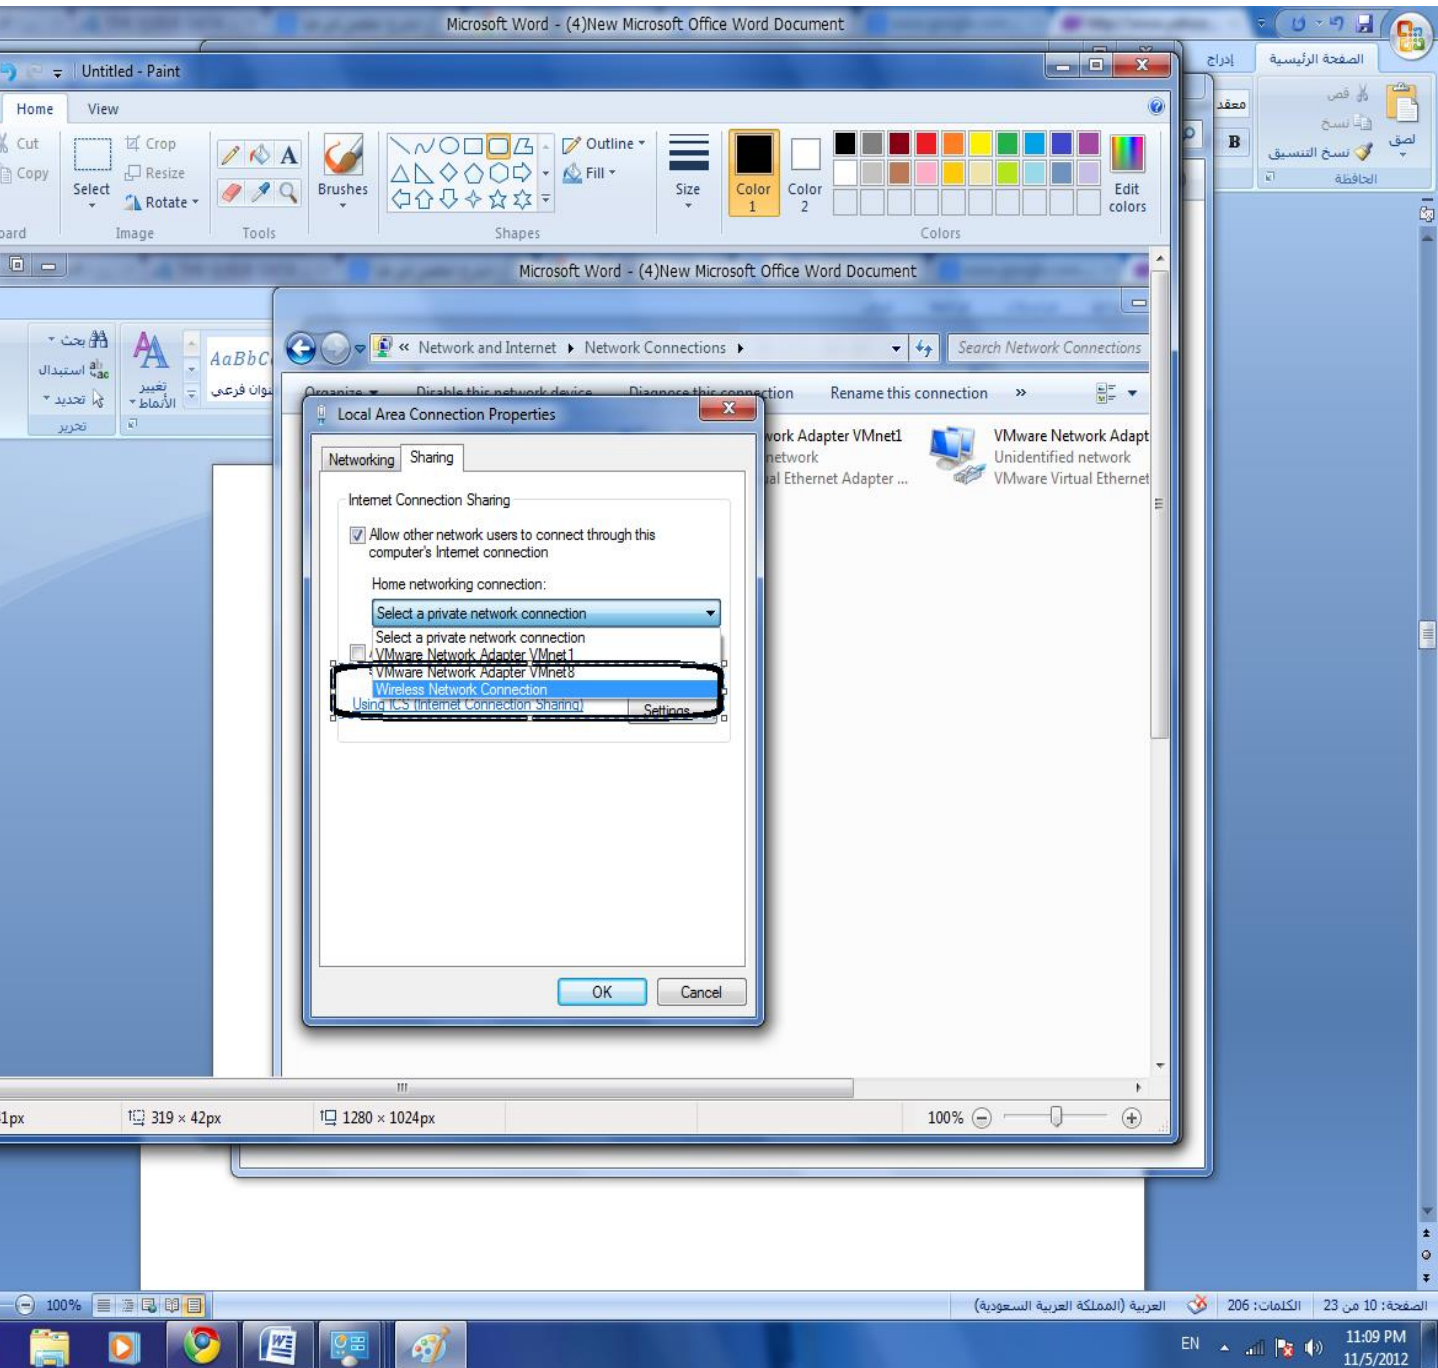 Microsoft Word - (4)New Microsoft Office Word Document
الصفحة الرئيسية
إدراج
قص
نسخ
نسخ التنسيق
لصق
الحافظة
معقد
B
Untitled - Paint
Home View
Cut
Copy
Select
Crop
Resize
Rotate
Image
A
Tools
Brushes
Shapes
Outline
Fill
Size
Color 1
Color 2
Edit colors
Colors
Microsoft Word - (4)New Microsoft Office Word Document
بحث
استبدال
تحديد
تحرير
تغيير الأنماط
Network and Internet Network Connections
Search Network Connections
Organize Disable this network device Diagnose this connection Rename this connection »
work Adapter VMnet1
network
ual Ethernet Adapter ...
VMware Network Adapt
Unidentified network
VMware Virtual Ethernet
Local Area Connection Properties
Networking Sharing
Internet Connection Sharing
Allow other network users to connect through this
computer's Internet connection
Home networking connection:
Select a private network connection
Select a private network connection
VMware Network Adapter VMnet1
VMware Network Adapter VMnet8
Wireless Network Connection
Using ICS (Internet Connection Sharing)
Settings...
OK Cancel
1px
319 × 42px
1280 × 1024px
100%
100%
العربية (المملكة العربية السعودية)
الكلمات: 206
الصفحة: 10 من 23
EN
11:09 PM
11/5/2012